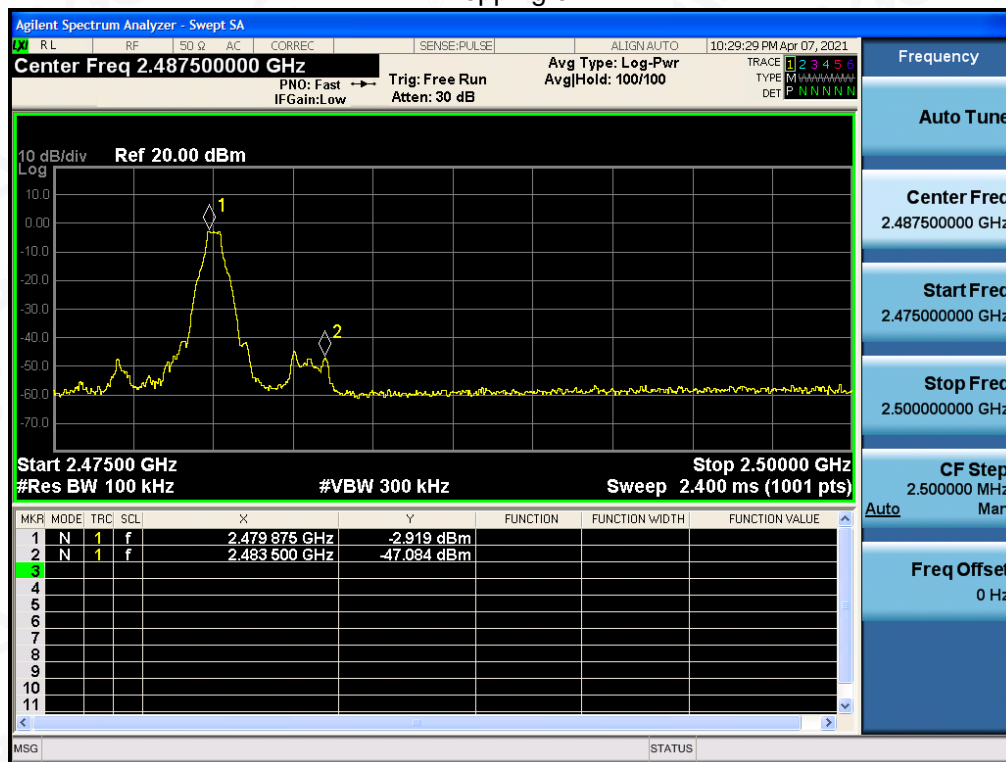 Agilent Spectrum Analyzer - Swept SA
LXI RL RF 50 Ω AC CORREC SENSE:PULSE ALIGN AUTO 10:29:29 PM Apr 07, 2021
Center Freq 2.487500000 GHz
PNO: Fast
IFGain:Low
Trig: Free Run
Atten: 30 dB
Avg Type: Log-Pwr
Avg|Hold: 100/100
TRACE 1 2 3 4 5 6
TYPE M
DET P N N N N N
10 dB/div Ref 20.00 dBm
Log
10.0
0.00
-10.0
-20.0
-30.0
-40.0
-50.0
-60.0
-70.0
1
2
Start 2.47500 GHz Stop 2.50000 GHz
#Res BW 100 kHz #VBW 300 kHz Sweep 2.400 ms (1001 pts)
MKR MODE TRC SCL X Y FUNCTION FUNCTION WIDTH FUNCTION VALUE
1 N 1 f 2.479 875 GHz -2.919 dBm
2 N 1 f 2.483 500 GHz -47.084 dBm
3
4
5
6
7
8
9
10
11
MSG STATUS
Frequency
Auto Tune
Center Freq
2.487500000 GHz
Start Freq
2.475000000 GHz
Stop Freq
2.500000000 GHz
CF Step
2.500000 MHz
Auto Man
Freq Offset
0 Hz